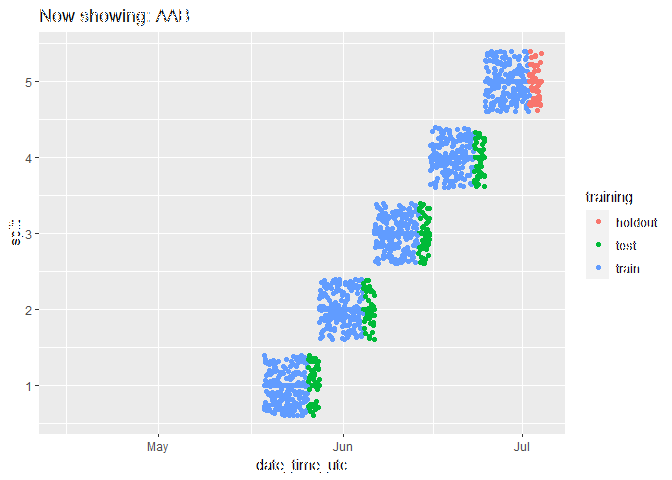 Now showing: AAB
5
4
3
2
1
split
May
Jun
Jul
date_time_utc
training
holdout
test
train